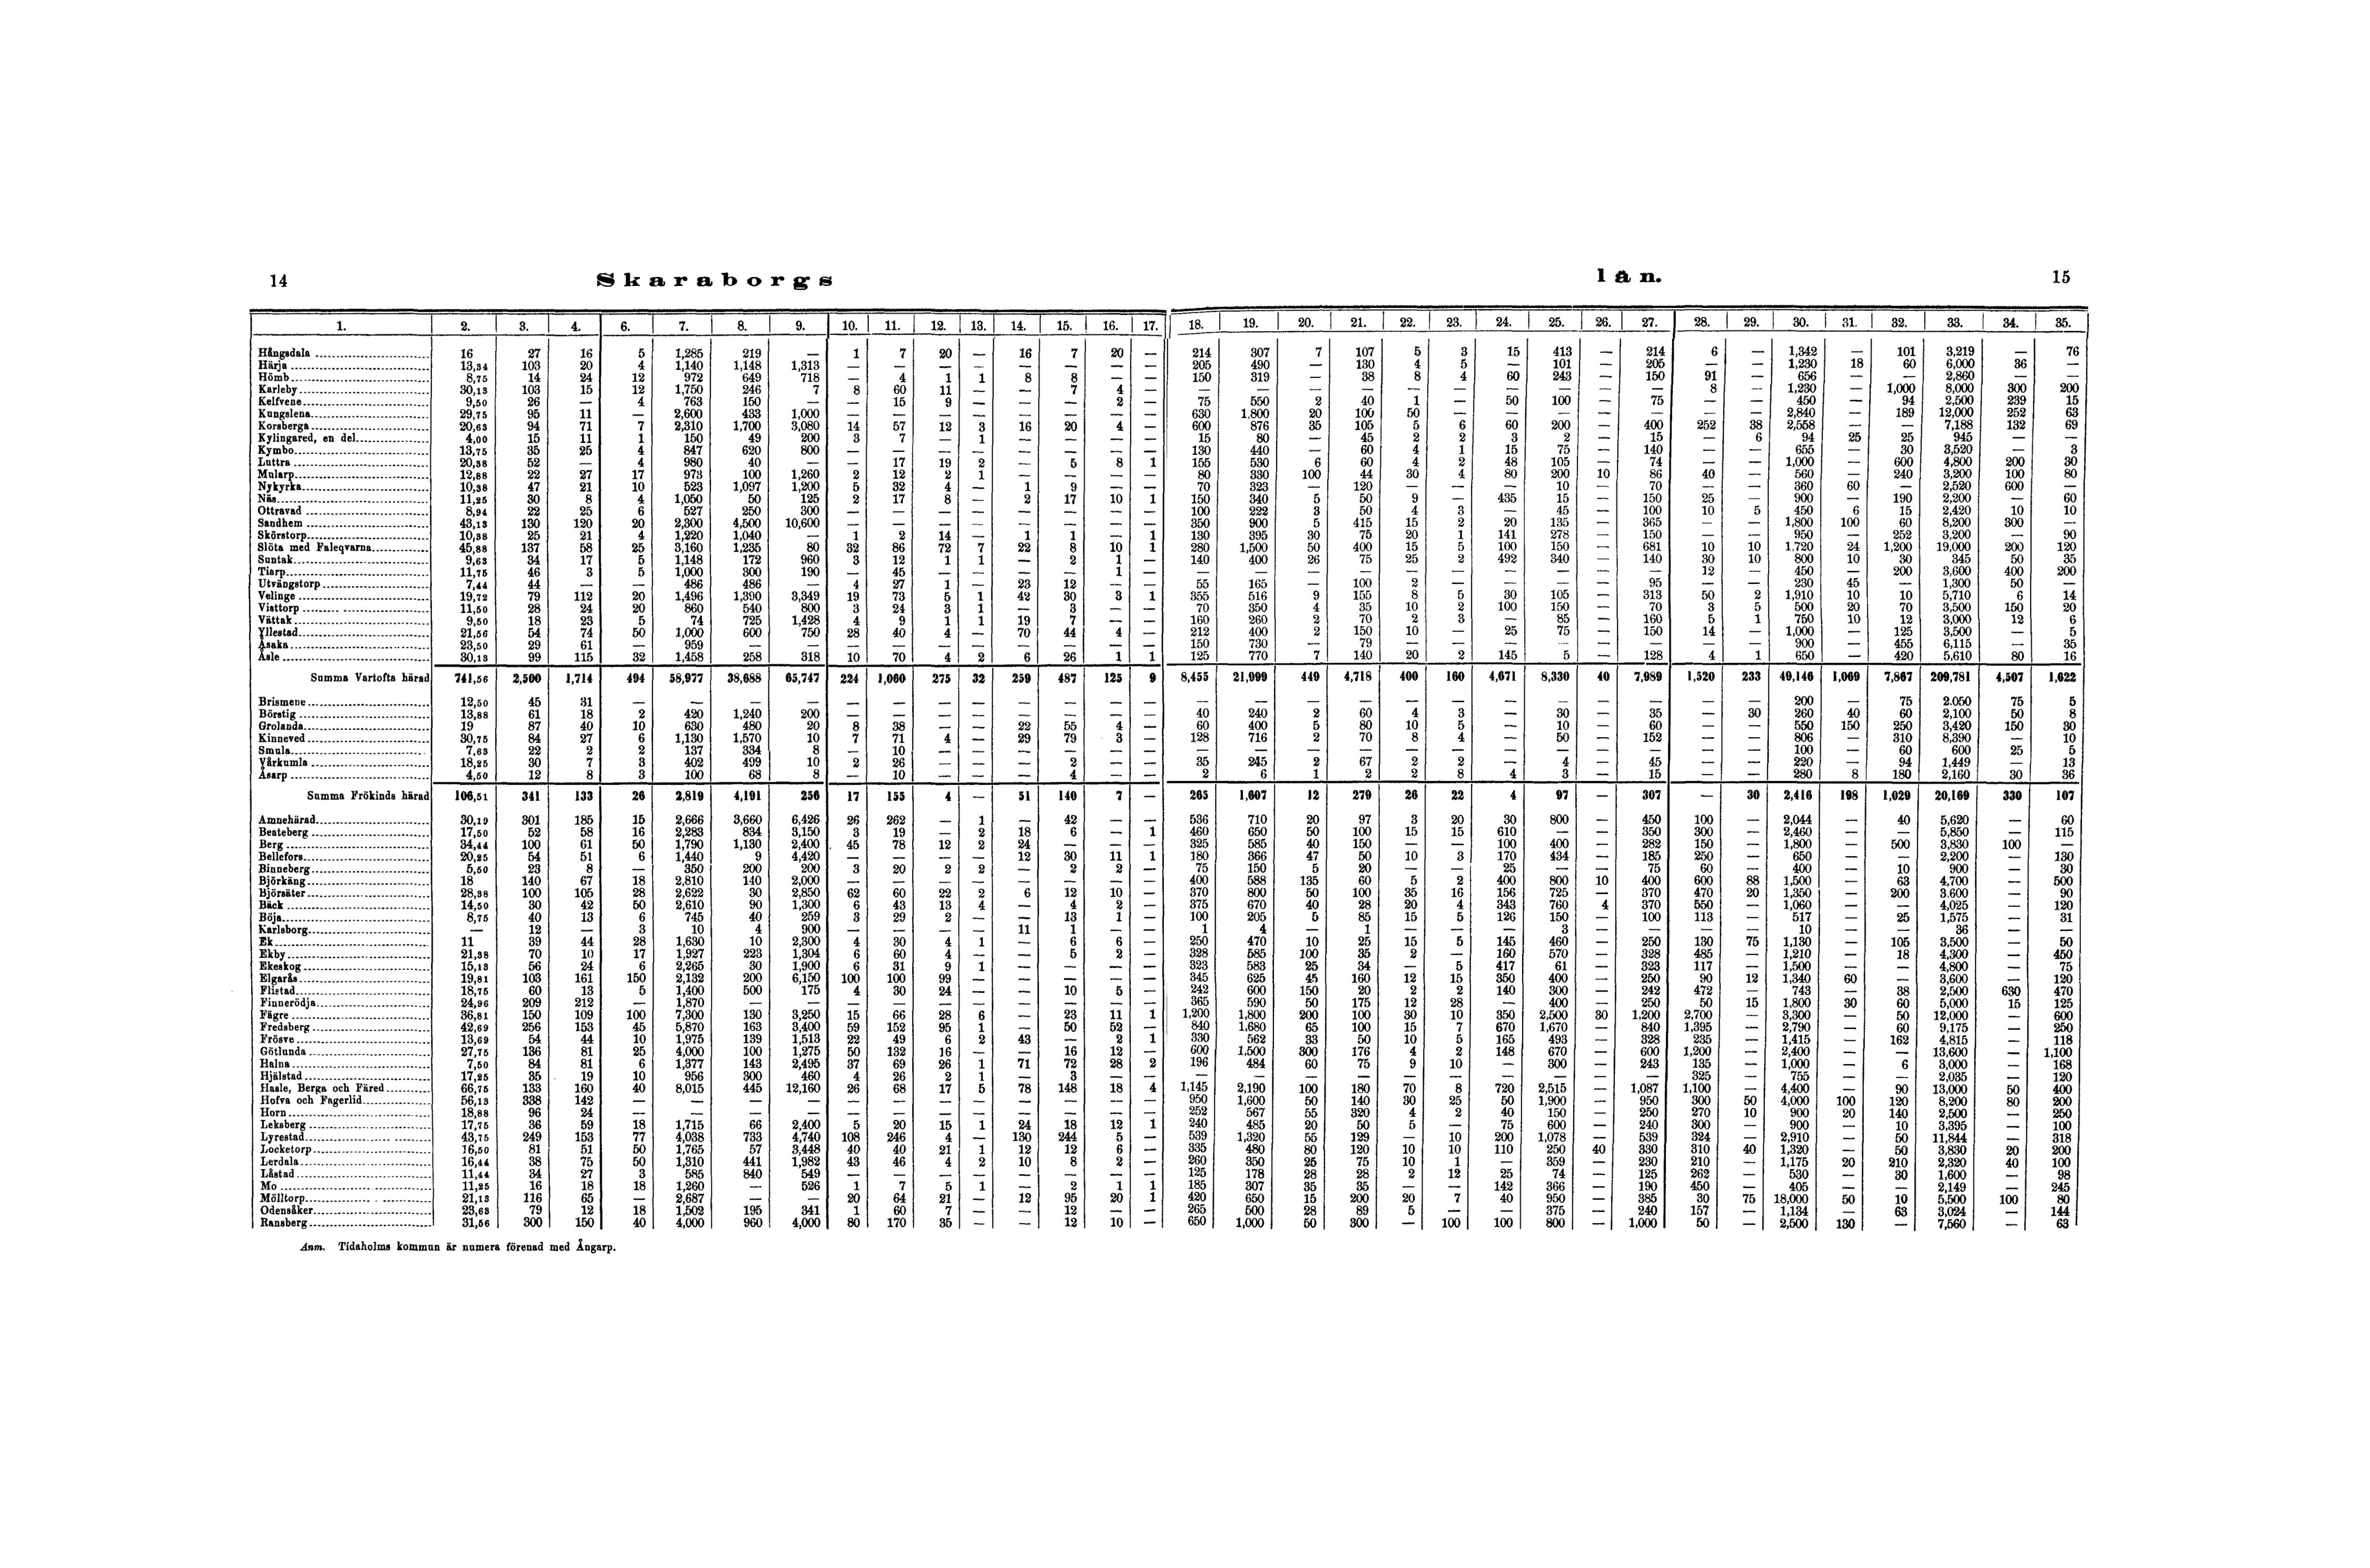 14 Skaraborgs län. 15
1. 2. 3. 4. 6. 7. 8. 9. 10. 11. 12. 13. 14. 15. 16. 17. 18. 19. 20. 21. 22. 23. 24. 25. 26. 27. 28. 29. 30. 31. 32. 33. 34. 35.
Hångsdala 16 27 16 5 1,285 219 — 1 7 20 — 16 7 20 — 214 307 7 107 5 3 15 413 — 214 6 — 1,342 — 101 3,219 — 76
Härja 13,34 103 20 4 1,140 1,148 1,313 — — — — — — — — 205 490 — 130 4 5 — 101 — 205 — — 1,230 18 60 6,000 36 —
Hömb 8,75 14 24 12 972 649 718 — 4 1 1 8 8 — — 150 319 — 38 8 4 60 243 — 150 91 — 656 — — 2,860 — —
Karleby 30,13 103 15 12 1,750 246 7 8 60 11 — — 7 4 — — — — — — — — — — — 8 — 1,230 — 1,000 8,000 300 200
Kelfvene 9,50 26 — 4 763 150 — — 15 9 — — — 2 — 75 550 2 40 1 — 50 100 — 75 — — 450 — 94 2,500 239 15
Kungslena 29,75 95 11 — 2,600 433 1,000 — — — — — — — — 630 1,800 20 100 50 — — — — — — — 2,840 — 189 12,000 252 63
Korsberga 20,63 94 71 7 2,310 1,700 3,080 14 57 12 3 16 20 4 — 600 876 35 105 5 6 60 200 — 400 252 38 2,558 — — 7,188 132 69
Kylingared, en del 4,00 15 11 1 150 49 200 3 7 — 1 — — — — 15 80 — 45 2 2 3 2 — 15 — 6 94 25 25 945 — —
Kymbo 13,75 35 25 4 847 620 800 — — — — — — — — 130 440 — 60 4 1 15 75 — 140 — — 655 — 30 3,520 — 3
Luttra 20,38 52 — 4 980 40 — — 17 19 2 — 5 8 1 155 530 6 60 4 2 48 105 — 74 — — 1,000 — 600 4,800 200 30
Mularp 12,88 22 27 17 973 100 1,260 2 12 2 1 — — — — 80 330 100 44 30 4 80 200 10 86 40 — 560 — 240 3,200 100 80
Nykyrka 10,38 47 21 10 523 1,097 1,200 5 32 4 — 1 9 — — 70 323 — 120 — — — 10 — 70 — — 360 60 — 2,520 600 —
Näs 11,25 30 8 4 1,050 50 125 2 17 8 — 2 17 10 1 150 340 5 50 9 — 435 15 — 150 25 — 900 — 190 2,200 — 60
Ottravad 8,94 22 25 6 527 250 300 — — — — — — — — 100 222 3 50 4 3 — 45 — 100 10 5 450 6 15 2,420 10 10
Sandhem 43,13 130 120 20 2,300 4,500 10,600 — — — — — — — — 350 900 5 415 15 2 20 135 — 365 — — 1,800 100 60 8,200 300 —
Skörstorp 10,38 25 21 4 1,220 1,040 — 1 2 14 — 1 1 — 1 130 395 30 75 20 1 141 278 — 150 — — 950 — 252 3,200 — 90
Slöta med Faleqvarna 45,88 137 58 25 3,160 1,235 80 32 86 72 7 22 8 10 1 280 1,500 50 400 15 5 100 150 — 681 10 10 1.720 24 1,200 19,000 200 120
Suntak 9,63 34 17 5 1,148 172 960 3 12 1 1 — 2 1 — 140 400 26 75 25 2 492 340 — 140 30 10 800 10 30 345 50 35
Tiarp 11,75 46 3 5 1,000 300 190 — 45 — — — — 1 — — — — — — — — — — — 12 — 450 — 200 3,600 400 200
Utvängstorp 7,44 44 — — 486 486 — 4 27 1 — 23 12 — — 55 165 — 100 2 — — — — 95 — — 230 45 — 1,300 50 —
Velinge 19,72 79 112 20 1,496 1,390 3,349 19 73 5 1 42 30 3 1 355 516 9 155 8 5 30 105 — 313 50 2 1,910 10 10 5,710 6 14
Vistorp 11,50 28 24 20 860 540 800 3 24 3 1 — 3 — — 70 350 4 35 10 2 100 150 — 70 3 5 500 20 70 3,500 150 20
Vättak 9,50 18 23 5 74 725 1,428 4 9 1 1 19 7 — — 160 260 2 70 2 3 — 85 — 160 5 1 750 10 12 3,000 12 6
Yllestad 21,56 54 74 50 1,000 600 750 28 40 4 — 70 44 4 — 212 400 2 150 10 — 25 75 — 150 14 — 1,000 — 125 3,500 — 5
Åsaka 23,50 29 61 — 959 — — — — — — — — — — 150 730 — 79 — — — — — — — — 900 — 455 6,115 — 35
Åsle 30,13 99 115 32 1,458 258 318 10 70 4 2 6 26 1 1 125 770 7 140 20 2 145 5 — 128 4 1 650 — 420 5,610 80 16
Summa Vartofta härad 741,56 2,500 1,714 494 58,977 38,688 65,747 224 1,060 275 32 259 487 125 9 8,455 21,999 449 4,718 400 160 4,671 8,330 40 7,989 1,520 233 49,146 1,069 7,867 209,781 4,507 1,622
Brismene 12,50 45 31 — — — — — — — — — — — — — — — — — — — — — — — — 200 — 75 2.050 75 5
Börstig 13,88 61 18 2 420 1,240 200 — — — — — — — — 40 240 2 60 4 3 — 30 — 35 — 30 260 40 60 2,100 50 8
Grolanda 19 87 40 10 630 480 20 8 38 — — 22 55 4 — 60 400 5 80 10 5 — 10 — 60 — — 550 150 250 3,420 150 30
Kinneved 30,75 84 27 6 1,130 1,570 10 7 71 4 — 29 79 3 — 128 716 2 70 8 4 — 50 — 152 — — 806 — 310 8,390 — 10
Smula 7,63 22 2 2 137 334 8 — 10 — — — — — — — — — — — — — — — — — — 100 — 60 600 25 5
Vårkumla 18,25 30 7 3 402 499 10 2 26 — — — 2 — — 35 245 2 67 2 2 — 4 — 45 — — 220 — 94 1,449 — 13
Åsarp 4,50 12 8 3 100 68 8 — 10 — — — 4 — — 2 6 1 2 2 8 4 3 — 15 — — 280 8 180 2,160 30 36
Summa Frökinds härad 106,51 341 133 26 2,819 4,191 256 17 155 4 — 51 140 7 — 265 1,607 12 279 26 22 4 97 — 307 — 30 2,416 198 1,029 20,169 330 107
Amnehärad 30,19 301 185 15 2,666 3,660 6,426 26 262 — 1 — 42 — — 536 710 20 97 3 20 30 800 — 450 100 — 2,044 — 40 5,620 — 60
Beateberg 17,50 52 58 16 2,283 834 3,150 3 19 — 2 18 6 — 1 460 650 50 100 15 15 610 — — 350 300 — 2,460 — — 5,850 — 115
Berg 34,44 100 61 50 1,790 1,130 2,400 45 78 12 2 24 — — — 325 585 40 150 — — 100 400 — 282 150 — 1,800 — 500 3,830 100 —
Bellefors 20,25 54 51 6 1,440 9 4,420 — — — — 12 30 11 1 180 366 47 50 10 3 170 434 — 185 250 — 650 — — 2,200 — 130
Binneberg 5,50 23 8 — 350 200 200 3 20 2 2 — 2 2 — 75 150 5 20 — — 25 — — 75 60 — 400 — 10 900 — 30
Björkäng 18 140 67 18 2,810 140 2,000 — — — — — — — — 400 588 135 60 5 2 400 800 10 400 600 88 1,500 — 63 4,700 — 500
Björsäter 28,38 100 105 28 2,622 30 2,850 62 60 22 2 6 12 10 — 370 800 50 100 35 16 156 725 — 370 470 20 1,350 — 200 3.600 — 90
Bäck 14,50 30 42 50 2,610 90 1,300 6 43 13 4 — 4 2 — 375 670 40 28 20 4 343 760 4 370 550 — 1,060 — — 4,025 — 120
Böja 8,75 40 13 6 745 40 259 3 29 2 — — 13 1 — 100 205 5 85 15 5 126 150 — 100 113 — 517 — 25 1,575 — 31
Karlsborg — 12 — 3 10 4 900 — — — — 11 1 — — 1 4 — 1 — — — 3 — — — — 10 — — 36 — —
Ek 11 39 44 28 1,630 10 2,300 4 30 4 1 — 6 6 — 250 470 10 25 15 5 145 460 — 250 130 75 1,130 — 105 3,500 — 50
Ekby 21,38 70 10 17 1,927 223 1,304 6 60 4 — — 5 2 — 328 585 100 35 2 — 160 570 — 328 485 — 1,210 — 18 4,300 — 450
Ekeskog 15,13 56 24 6 2,265 30 1,900 6 31 9 1 — — — — 323 583 25 34 — 5 417 61 — 323 117 — 1,500 — — 4,800 — 75
Elgarås 19,81 103 161 150 2,132 200 6,150 100 100 99 — — — — — 345 625 45 160 12 15 350 400 — 250 90 12 1,340 60 — 3,600 — 120
Flistad 18,75 60 13 5 1,400 500 175 4 30 24 — — 10 5 — 242 600 150 20 2 2 140 300 — 242 472 — 743 — 38 2,500 630 470
Finnerödja 24,96 209 212 — 1,870 — — — — — — — — — — 365 590 50 175 12 28 — 400 — 250 50 15 1,800 30 60 5,000 15 125
Fägre 36,81 150 109 100 7,300 130 3,250 15 66 28 6 — 23 11 1 1,200 1,800 200 100 30 10 350 2,500 30 1,200 2,700 — 3,300 — 50 12,000 — 600
Fredsberg 42,69 256 153 45 5,870 163 3,400 59 152 95 1 — 50 52 — 840 1,680 65 100 15 7 670 1,670 — 840 1,395 — 2,790 — 60 9,175 — 250
Frösve 13,69 54 44 10 1,975 139 1,513 22 49 6 2 43 — 2 1 330 562 33 50 10 5 165 493 — 328 235 — 1,415 — 162 4,815 — 118
Götlunda 27,75 136 81 25 4,000 100 1,275 50 132 16 — — 16 12 — 600 1,500 300 176 4 2 148 670 — 600 1,200 — 2,400 — — 13,600 — 1,100
Halna 7,50 84 81 6 1,377 143 2,495 37 69 26 1 71 72 28 2 196 484 60 75 9 10 — 300 — 243 135 — 1,000 — 6 3,000 — 168
Hjälstad 17,25 35 19 10 956 300 460 4 26 2 1 — 3 — — — — — — — — — — — — 325 — 755 — — 2,035 — 120
Hasle, Berga och Färed 66,75 133 160 40 8,015 445 12,160 26 68 17 5 78 148 18 4 1,145 2,190 100 180 70 8 720 2,515 — 1,087 1,100 — 4,400 — 90 13,000 50 400
Hofva och Fagerlid 56,13 338 142 — — — — — — — — — — — — 950 1,600 50 140 30 25 50 1,900 — 950 300 50 4,000 100 120 8,200 80 200
Horn 18,88 96 24 — — — — — — — — — — — — 252 567 55 320 4 2 40 150 — 250 270 10 900 20 140 2,500 — 250
Leksberg 17,75 36 59 18 1,715 66 2,400 5 20 15 1 24 18 12 1 240 485 20 50 5 — 75 600 — 240 300 — 900 — 10 3,395 — 100
Lyrestad 43,75 249 153 77 4,038 733 4,740 108 246 4 — 130 244 5 — 539 1,320 55 129 — 10 200 1,078 — 539 324 — 2,910 — 50 11,844 — 318
Locketorp 16,50 81 51 50 1,765 57 3,448 40 40 21 1 12 12 6 — 335 480 80 120 10 10 110 250 40 330 310 40 1,320 — 50 3,830 20 200
Lerdala 16,44 38 75 50 1,310 441 1,982 43 46 4 2 10 8 2 — 260 350 25 75 10 1 — 359 — 230 210 — 1,175 20 210 2,320 40 100
Låstad 11,44 34 27 3 585 840 549 — — — — — — — — 125 178 28 28 2 12 25 74 — 125 262 — 530 — 30 1,600 — 98
Mo 11,25 16 18 18 1,260 — 526 1 7 5 1 — 2 1 1 185 307 35 35 — — 142 366 — 190 450 — 405 — — 2,149 — 245
Mölltorp 21,13 116 65 — 2,687 — — 20 64 21 — 12 95 20 1 420 650 15 200 20 7 40 950 — 385 30 75 18,000 50 10 5,500 100 80
Odensåker 23,63 79 12 18 1,502 195 341 1 60 7 — — 12 — — 265 500 28 89 5 — — 375 — 240 157 — 1,134 — 63 3,024 — 144
Ransberg 31,56 300 150 40 4,000 960 4,000 80 170 35 — — 12 10 — 650 1,000 50 300 — 100 100 800 — 1,000 50 — 2,500 130 — 7,560 — 63
Anm. Tidaholms kommun är numera förenad med Ångarp.